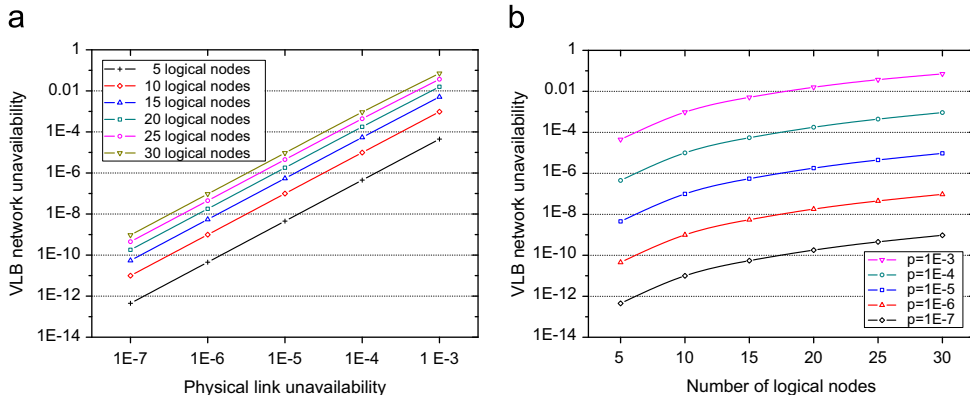 a
VLB network unavailability
1
0.01
1E-4
1E-6
1E-8
1E-10
1E-12
1E-14
5 logical nodes
10 logical nodes
15 logical nodes
20 logical nodes
25 logical nodes
30 logical nodes
1E-7 1E-6 1E-5 1E-4 1 E-3
Physical link unavailability
b
VLB network unavailability
1
0.01
1E-4
1E-6
1E-8
1E-10
1E-12
1E-14
p=1E-3
p=1E-4
p=1E-5
p=1E-6
p=1E-7
5 10 15 20 25 30
Number of logical nodes